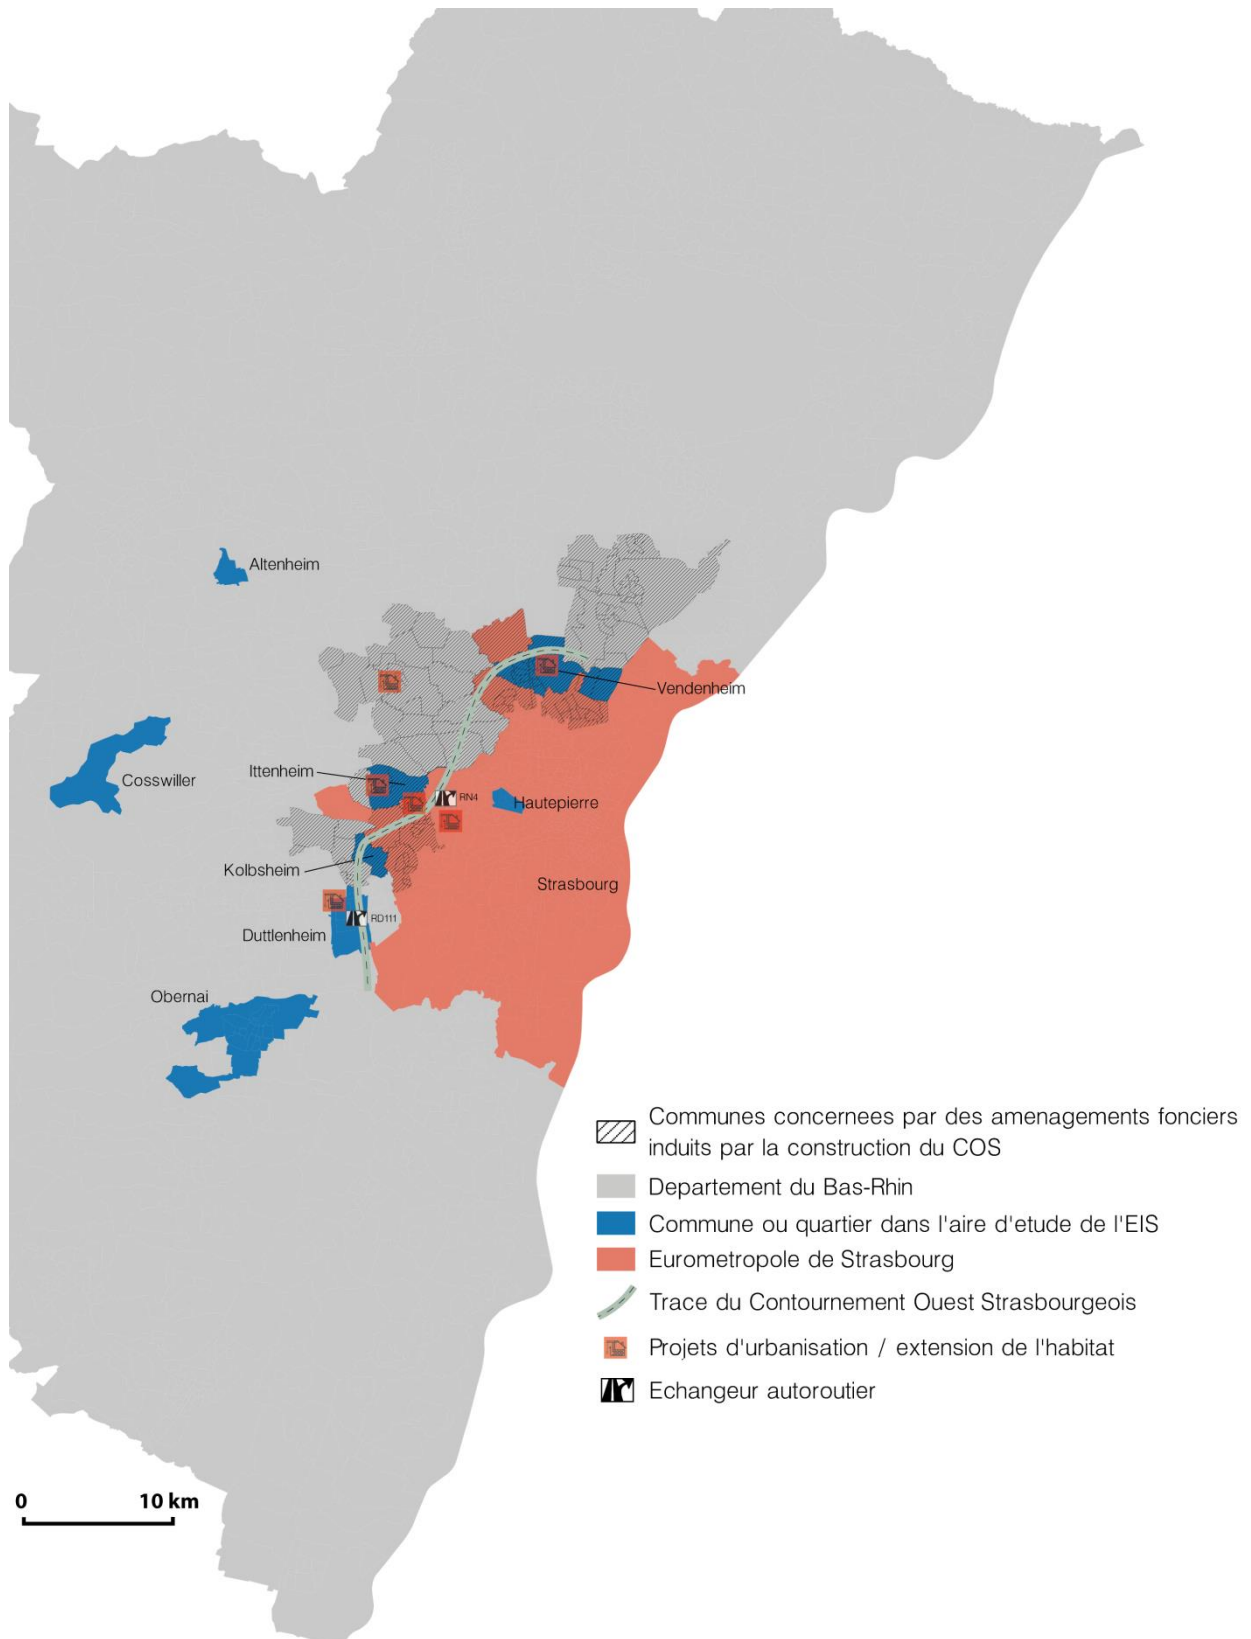 Altenheim
Vendenheim
Cosswiller
Ittenheim
RN4
Hautepierre
Kolbsheim
Strasbourg
RD111
Duttlenheim
Obernai
Communes concernees par des amenagements fonciers
induits par la construction du COS
Departement du Bas-Rhin
Commune ou quartier dans l'aire d'etude de l'EIS
Eurometropole de Strasbourg
Trace du Contournement Ouest Strasbourgeois
Projets d'urbanisation / extension de l'habitat
Echangeur autoroutier
0 10 km